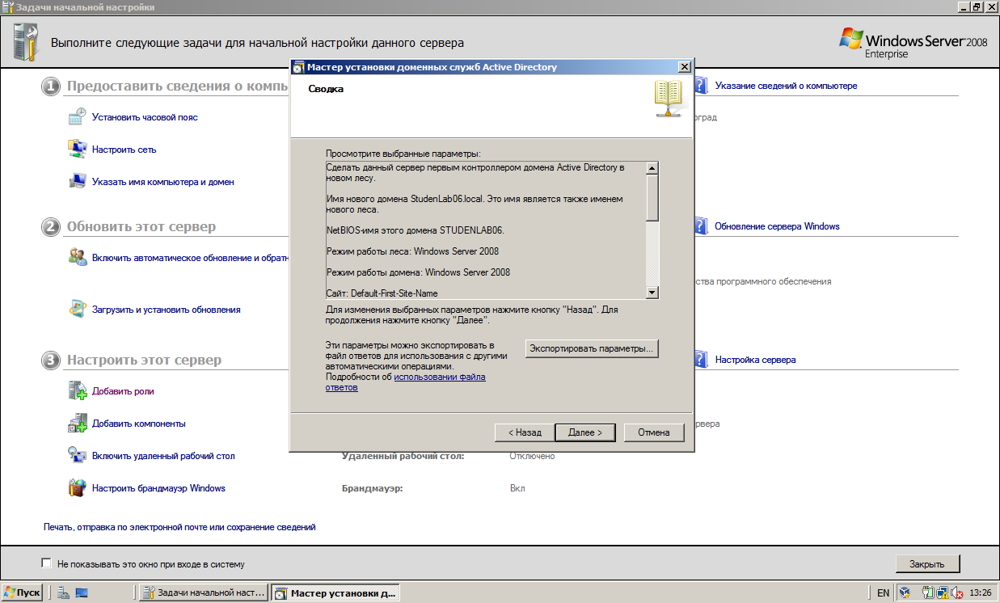 Задачи начальной настройки
Выполните следующие задачи для начальной настройки данного сервера
Windows Server 2008
Enterprise
1 Предоставить сведения о компь
Указание сведений о компьютере
Установить часовой пояс
оград
Настроить сеть
Указать имя компьютера и домен
2 Обновить этот сервер
Обновление сервера Windows
Включить автоматическое обновление и обратн
ства программного обеспечения
Загрузить и установить обновления
3 Настроить этот сервер
Настройка сервера
Добавить роли
Добавить компоненты
ервера
Включить удаленный рабочий стол
Удаленный рабочий стол:
Отключено
Настроить брандмауэр Windows
Брандмауэр:
Вкл
Печать, отправка по электронной почте или сохранение сведений
Не показывать это окно при входе в систему
Закрыть
Мастер установки доменных служб Active Directory
Сводка
Просмотрите выбранные параметры:
Сделать данный сервер первым контроллером домена Active Directory в
новом лесу.
Имя нового домена StudenLab06.local. Это имя является также именем
нового леса.
NetBIOS-имя этого домена STUDENLAB06.
Режим работы леса: Windows Server 2008
Режим работы домена: Windows Server 2008
Сайт: Default-First-Site-Name
Для изменения выбранных параметров нажмите кнопку "Назад". Для
продолжения нажмите кнопку "Далее".
Эти параметры можно экспортировать в
файл ответов для использования с другими
автоматическими операциями.
Подробности об использовании файла
ответов
Экспортировать параметры...
< Назад
Далее >
Отмена
Пуск
Задачи начальной наст...
Мастер установки д...
EN
13:26